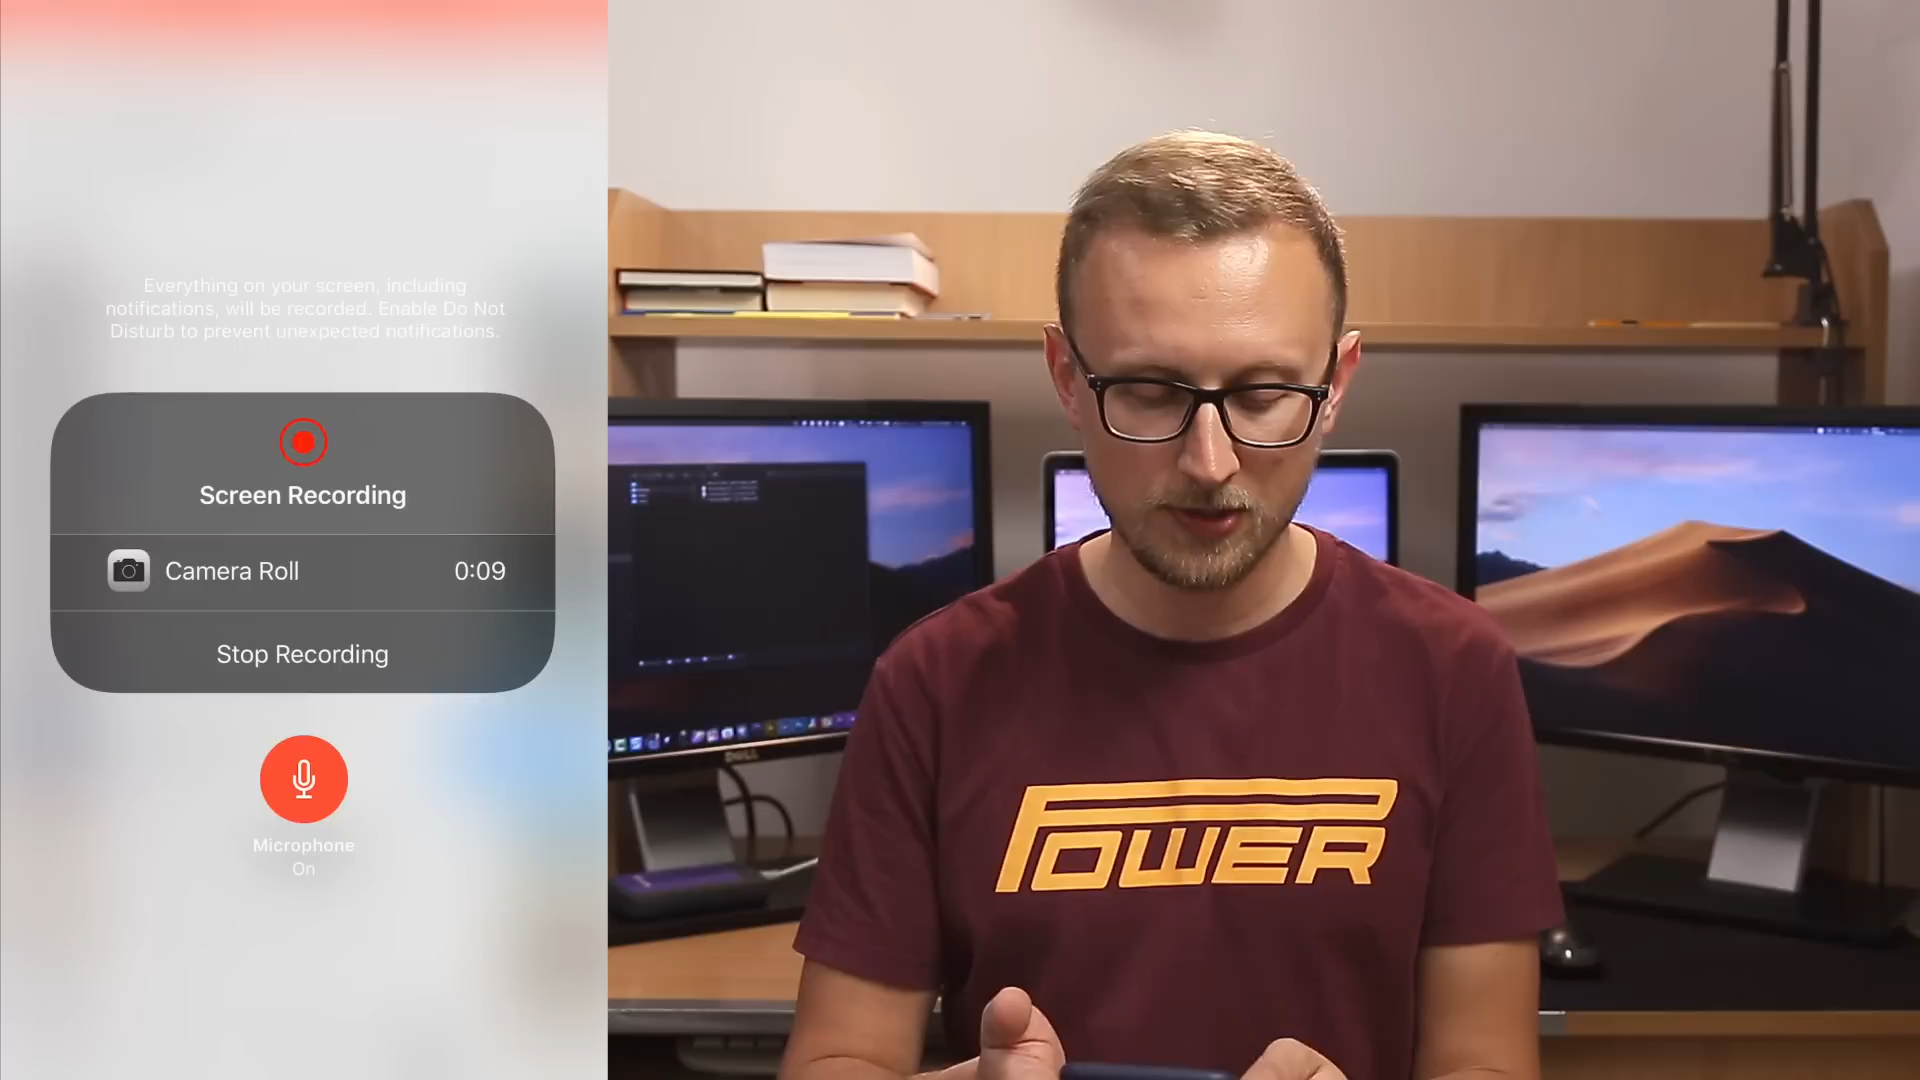 Everything on your screen, including
notifications, will be recorded. Enable Do Not
Disturb to prevent unexpected notifications.
Screen Recording
Camera Roll 0:09
Stop Recording
Microphone
On
POWER
DELL